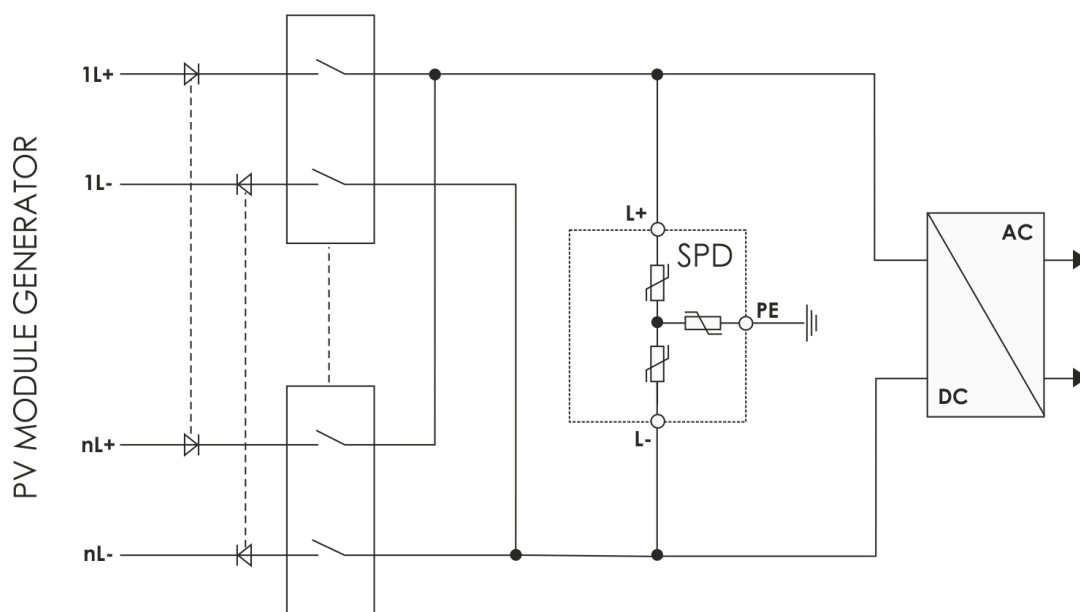 PV MODULE GENERATOR
1L+
1L-
nL+
nL-
L+
SPD
PE
L-
AC
DC